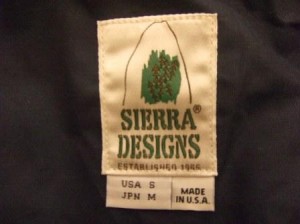 SIERRA®
DESIGNS
ESTABLISHED 1965
USA S
JPN M
MADE
IN U.S.A.